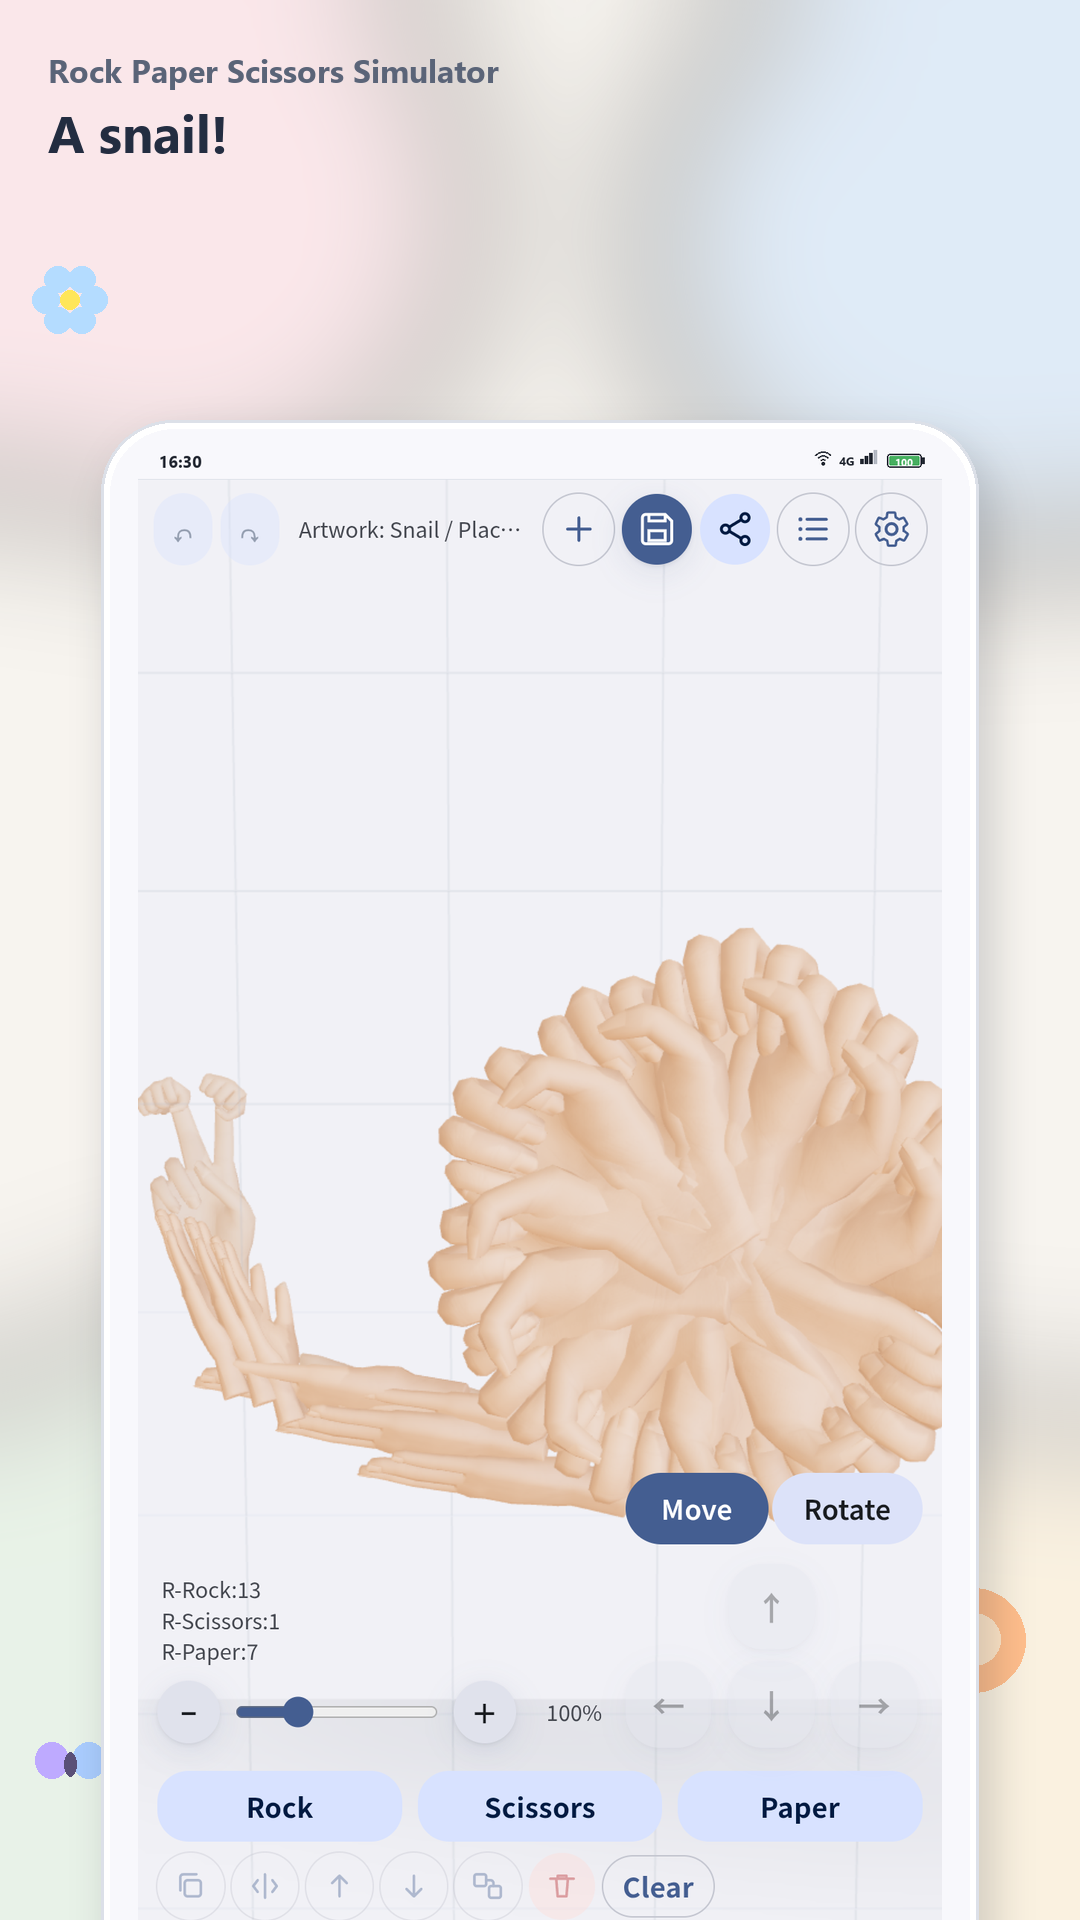 Rock Paper Scissors Simulator
A snail!
16:30
4G
100
Artwork: Snail / Plac⋯
Move
Rotate
R-Rock:13
R-Scissors:1
R-Paper:7
100%
Rock
Scissors
Paper
Clear